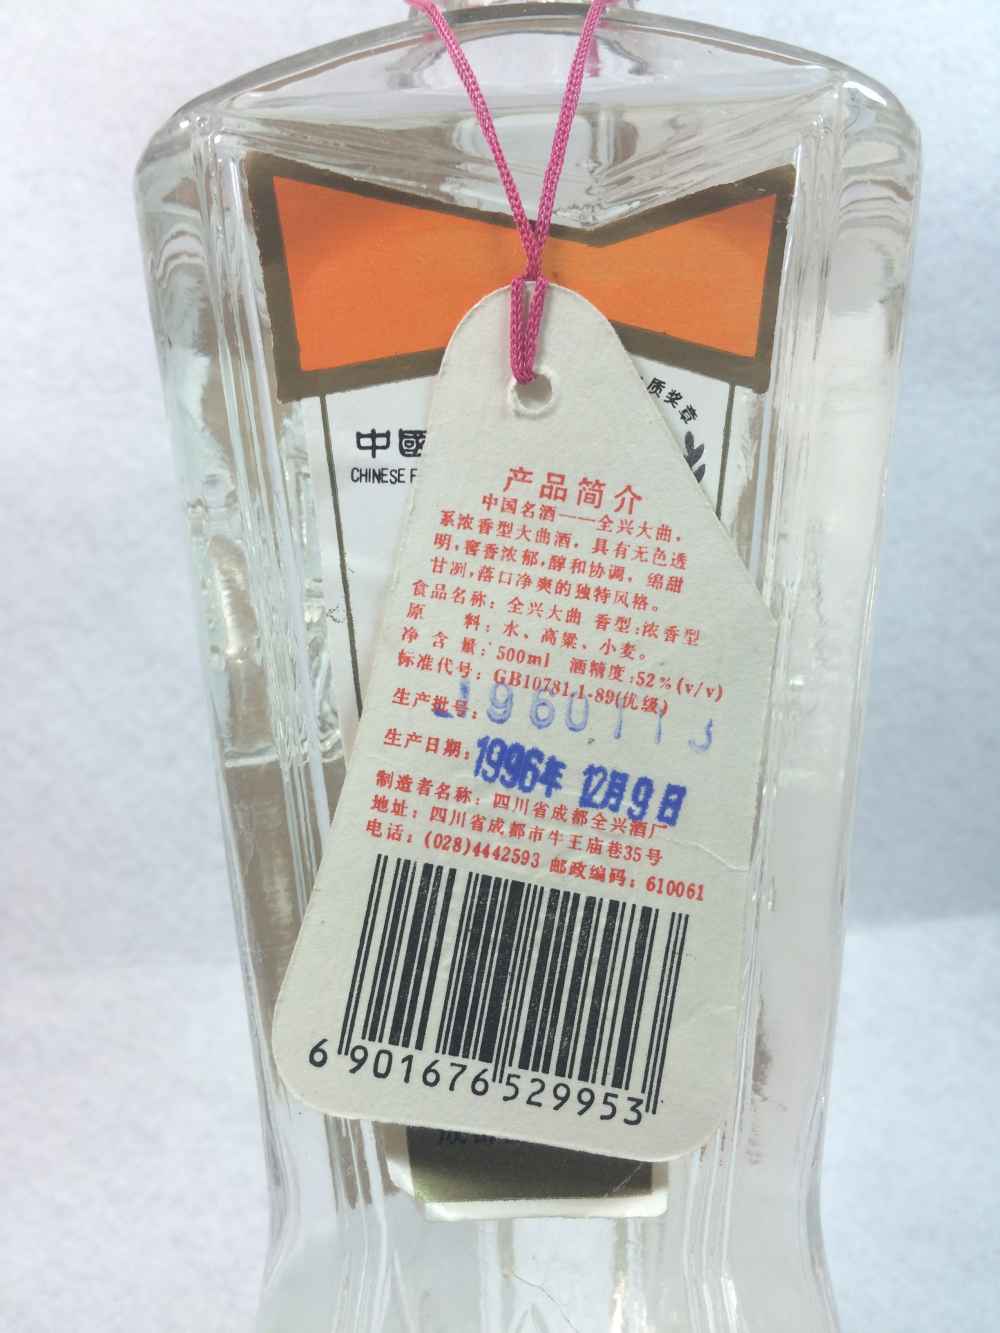 质奖章
中國
CHINESE F
产品简介
中国名酒——全兴大曲，
系浓香型大曲酒，具有无色透
明，窖香浓郁，醇和协调，绵甜
甘洌，落口净爽的独特风格。
食品名称：全兴大曲 香型：浓香型
原 料：水、高粱、小麦。
净含量：500ml 酒精度：52%(v/v)
标准代号：GB10781.1-89(优级)
生产批号：
生产日期：1996年 12月9日
制造者名称：四川省成都全兴酒厂
地址：四川省成都市牛王庙巷35号
电话：(028)4442593 邮政编码：610061
6 901676 529953